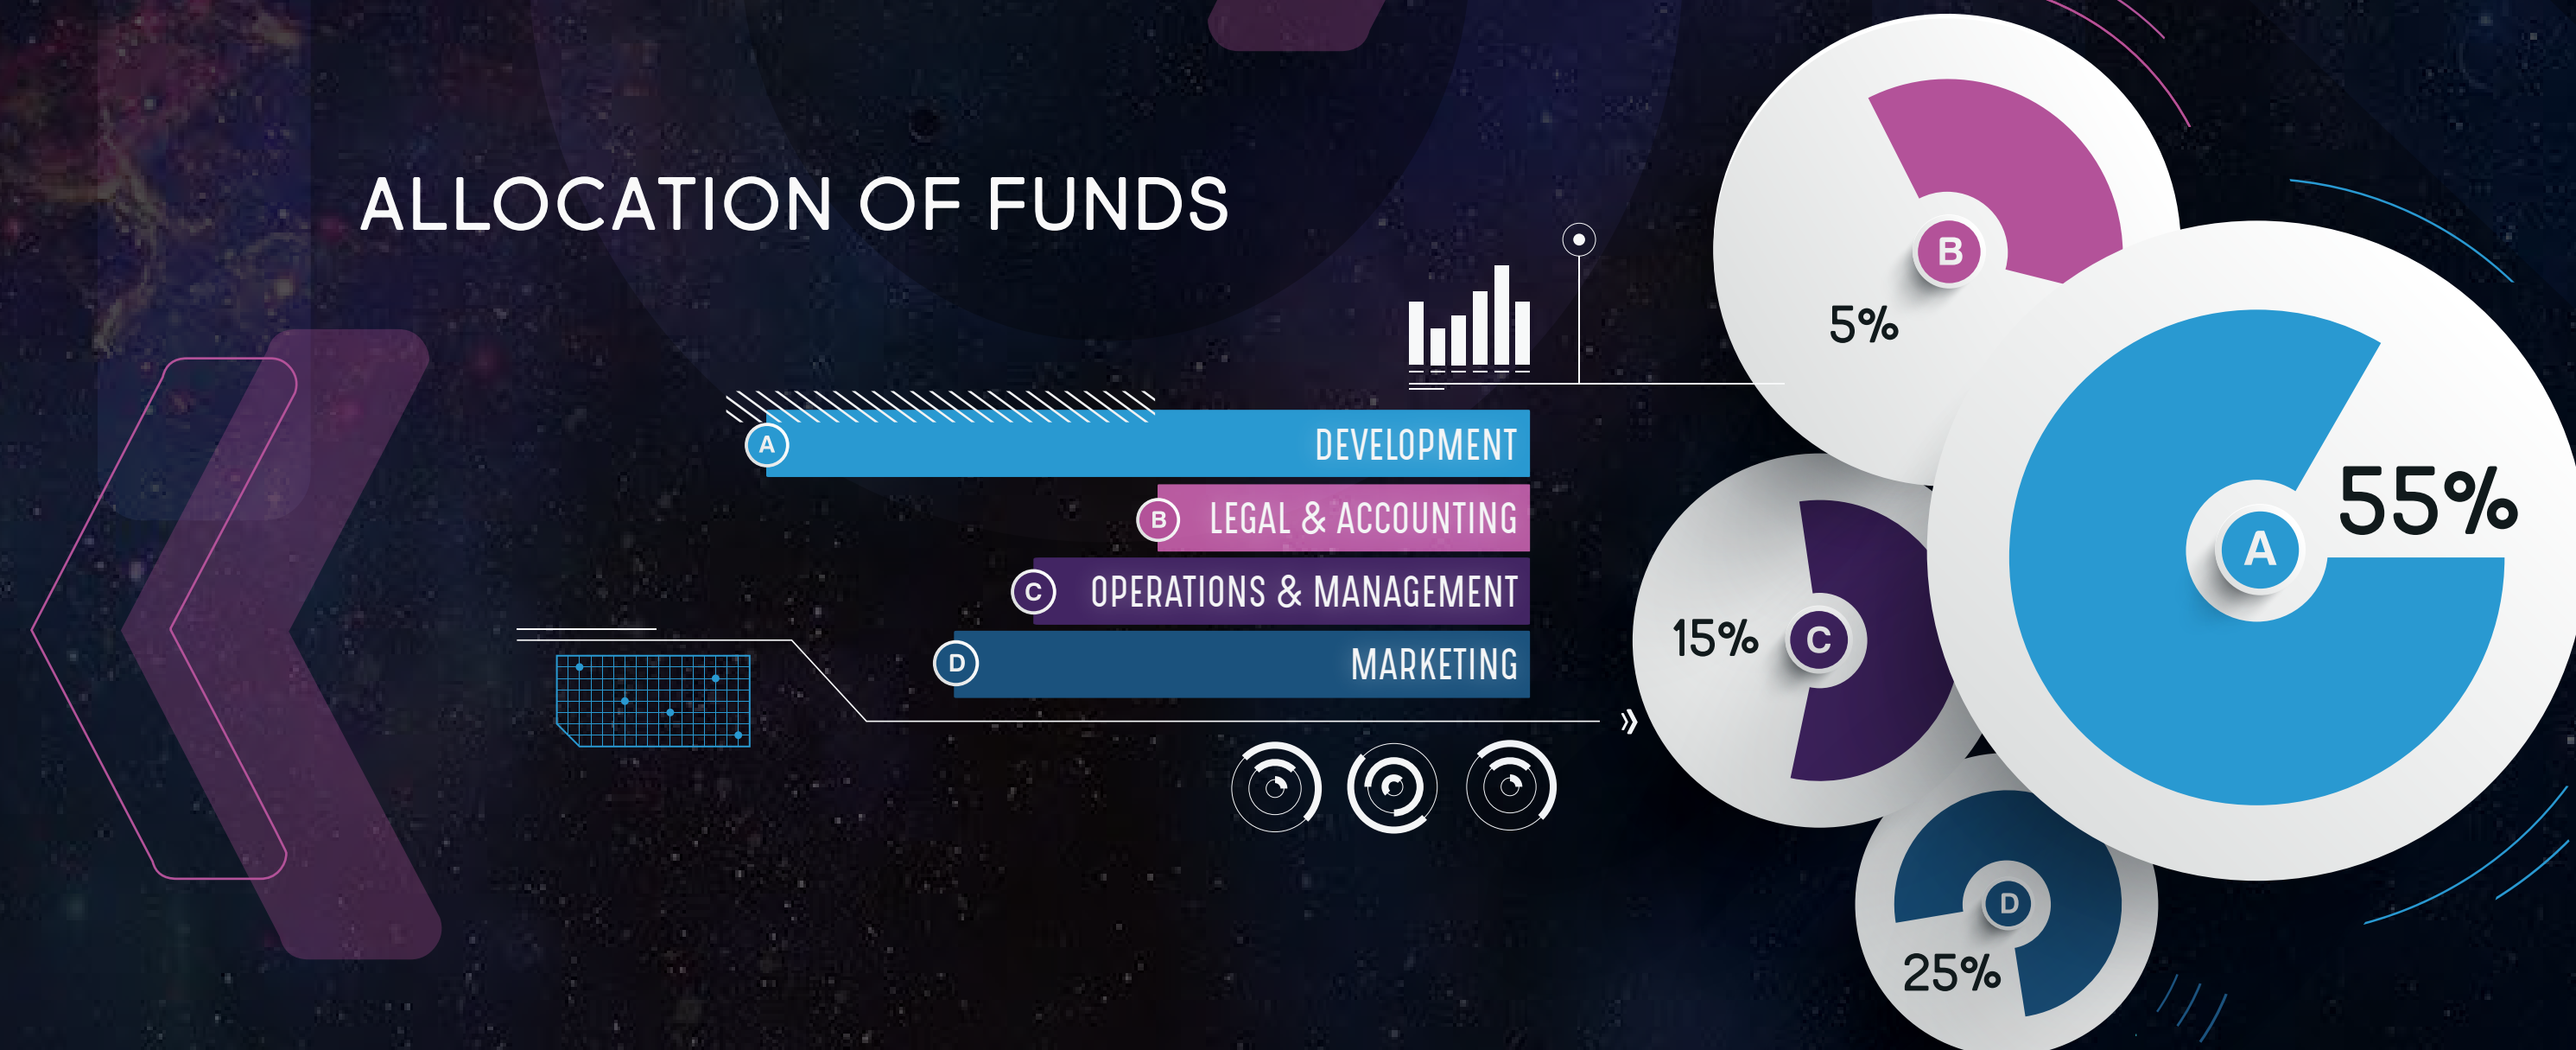 ALLOCATION OF FUNDS
A DEVELOPMENT
B LEGAL & ACCOUNTING
C OPERATIONS & MANAGEMENT
D MARKETING
B
5%
A
55%
15%
C
D
25%